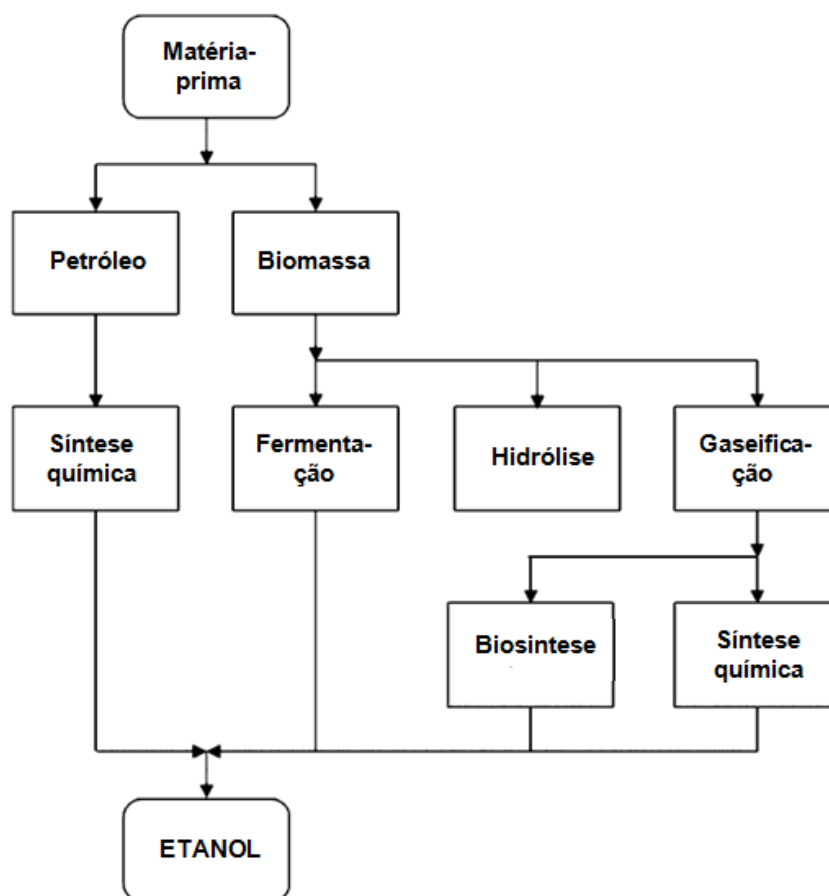 Matéria-
prima
Petróleo
Biomassa
Síntese
química
Fermenta-
ção
Hidrólise
Gaseifica-
ção
Biosintese
Síntese
química
ETANOL